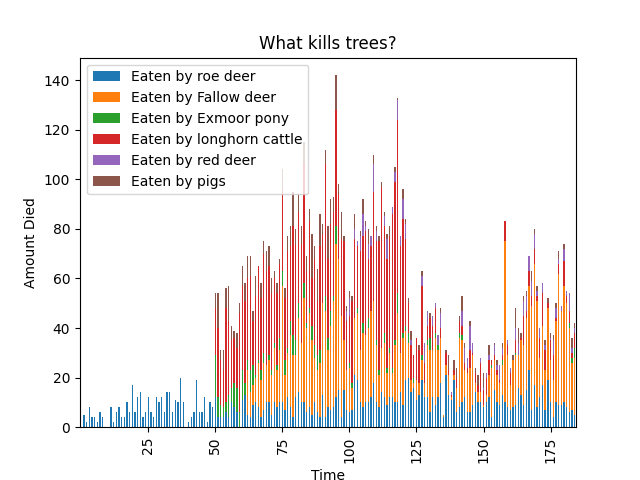 What kills trees?
Eaten by roe deer
Eaten by Fallow deer
Eaten by Exmoor pony
Eaten by longhorn cattle
Eaten by red deer
Eaten by pigs
Amount Died
140
120
100
80
60
40
20
0
25
50
75
100
125
150
175
Time